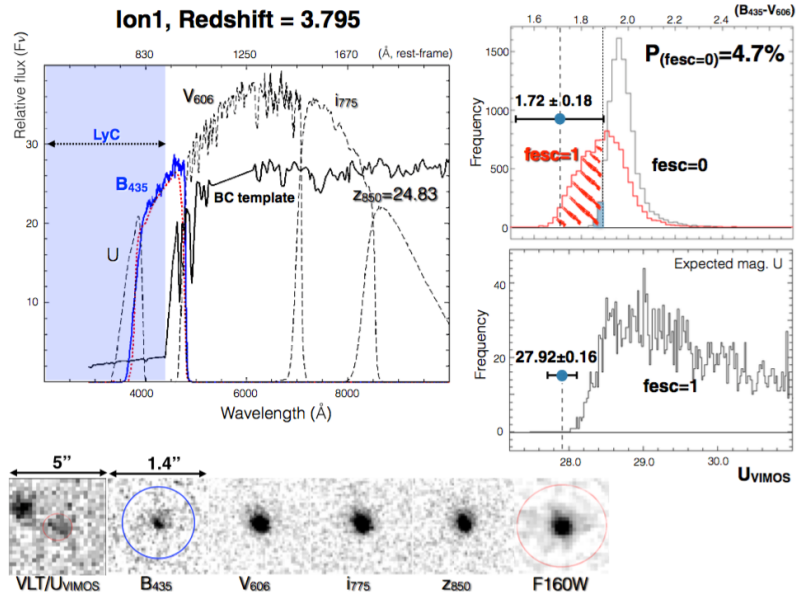 Ion1, Redshift = 3.795
830 1250 1670 (Å, rest-frame)
Relative flux (Fν)
LyC
V606
i775
B435
BC template
z850=24.83
U
30
20
10
4000 6000 8000
Wavelength (Å)
1.6 1.8 2.0 2.2 2.4 (B435-V606)
P(fesc=0)=4.7%
1.72 ± 0.18
fesc=1
fesc=0
Frequency
1500
1000
500
0
Expected mag. U
27.92±0.16
fesc=1
Frequency
40
20
0
28.0 29.0 30.0
UVIMOS
5” 1.4”
VLT/UVIMOS B435 V606 i775 z850 F160W